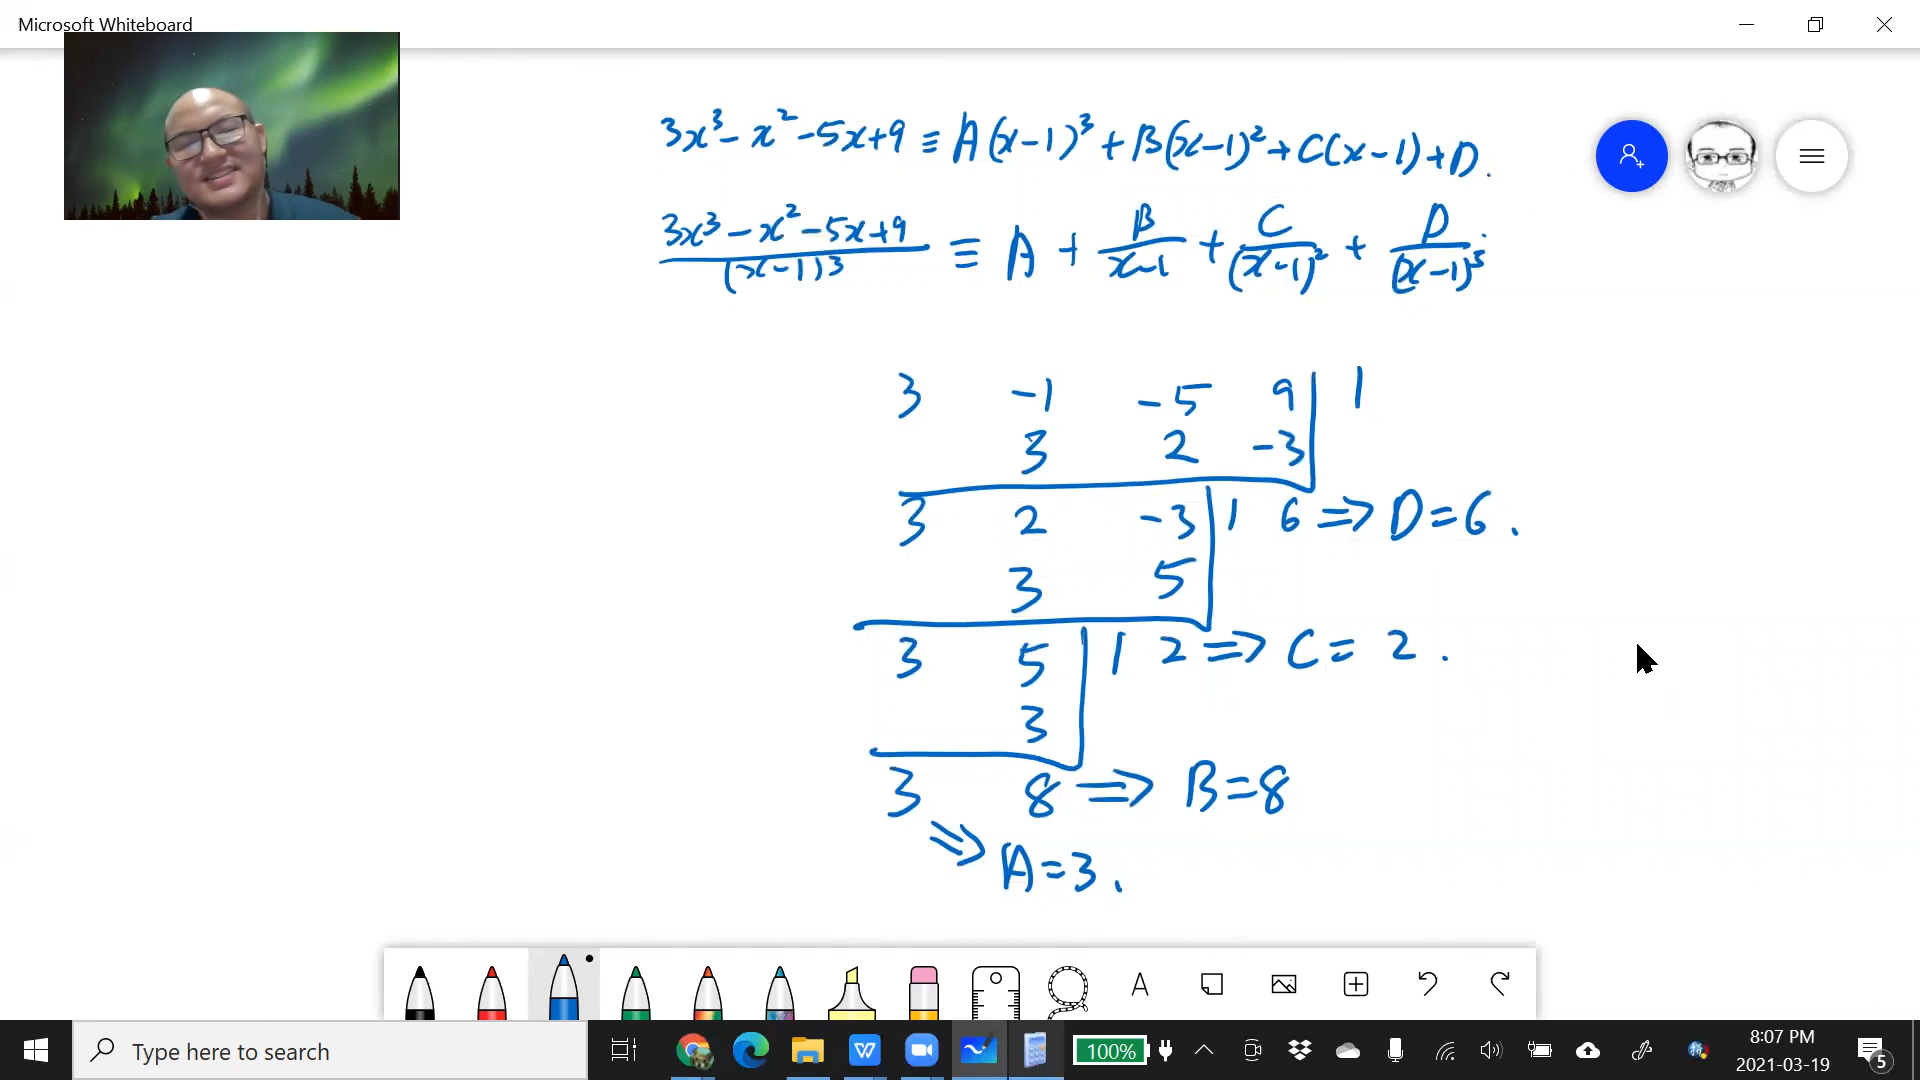 Microsoft Whiteboard
3x³ - x² - 5x + 9 ≡ A(x-1)³ + B(x-1)² + C(x-1) + D.
(3x³ - x² - 5x + 9)/(x-1)³ ≡ A + B/(x-1) + C/(x-1)² + D/(x-1)³
3 -1 -5 9 | 1
3 2 -3
3 2 -3 | 1 6 ⇒ D = 6.
3 5
3 5 | 1 2 ⇒ C = 2.
3
3 8 ⇒ B = 8
⇒ A = 3.
A
Type here to search
100%
8:07 PM
2021-03-19
5